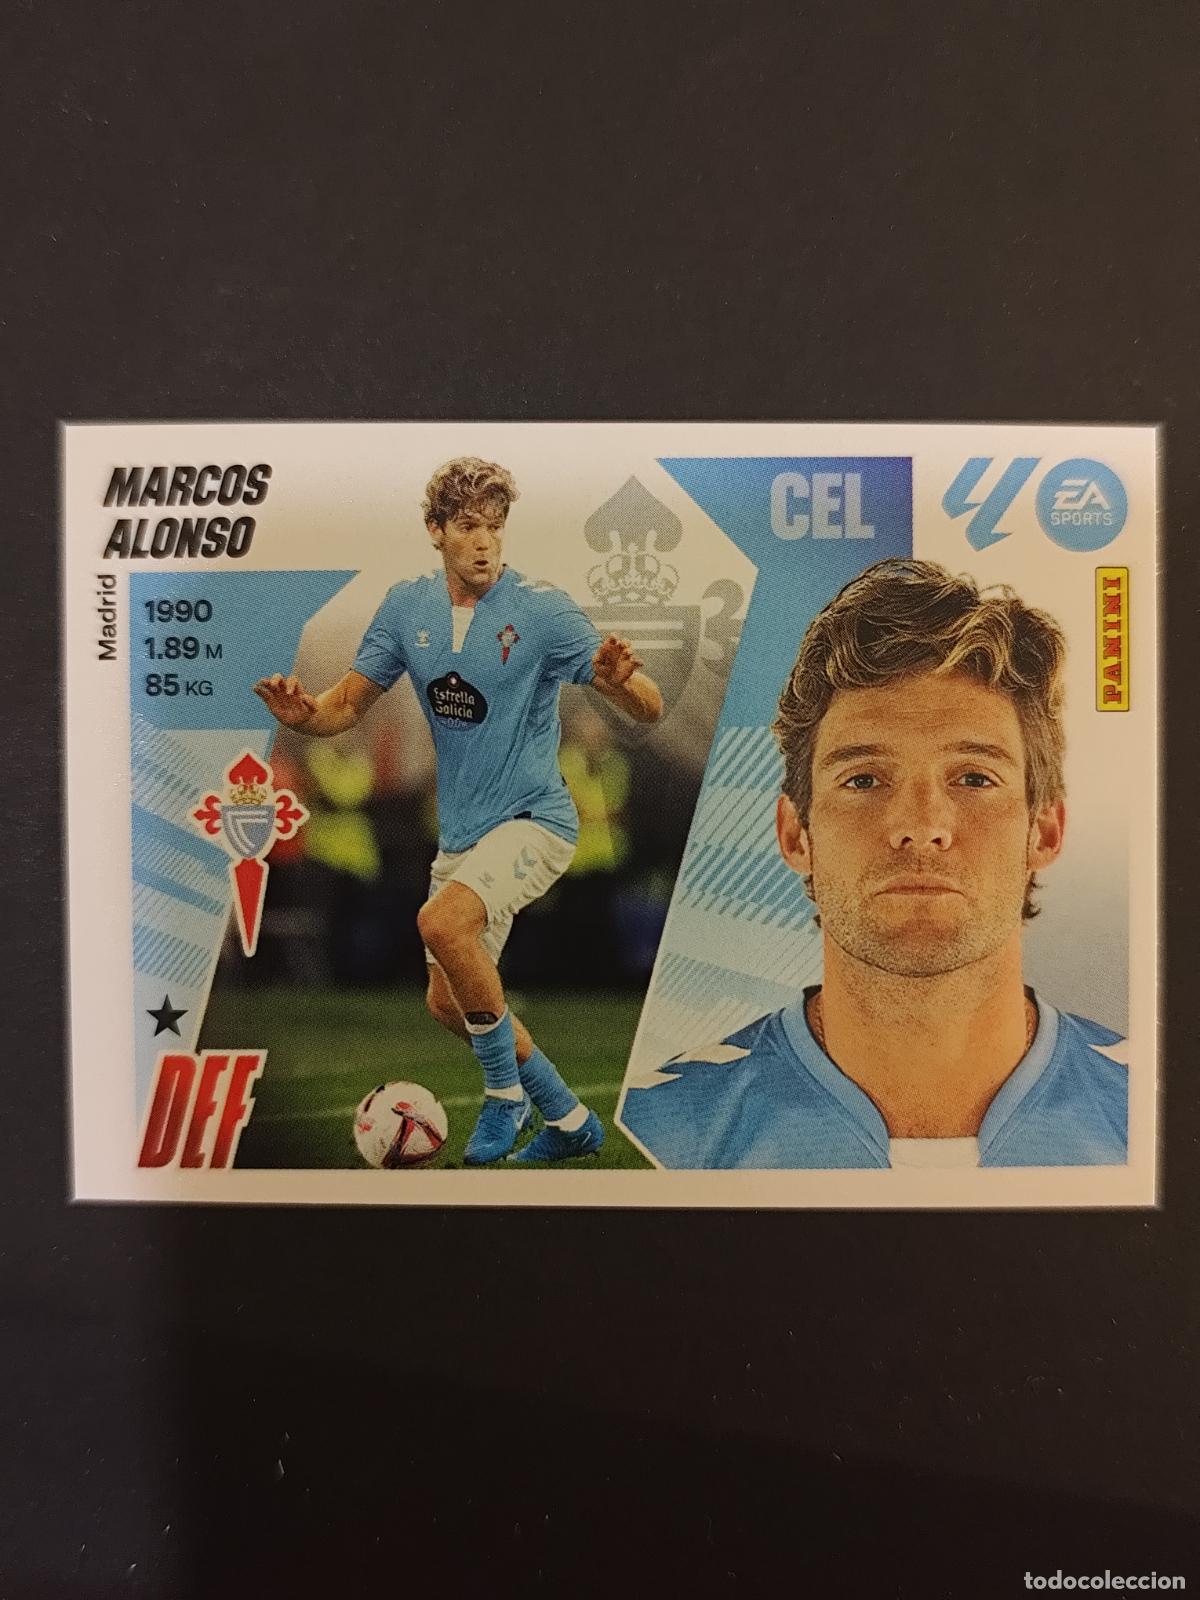 MARCOS
ALONSO
Madrid
1990
1.89 M
85 KG
CEL
EA
SPORTS
PANINI
Estrella
Galicia
DEF
todocoleccion